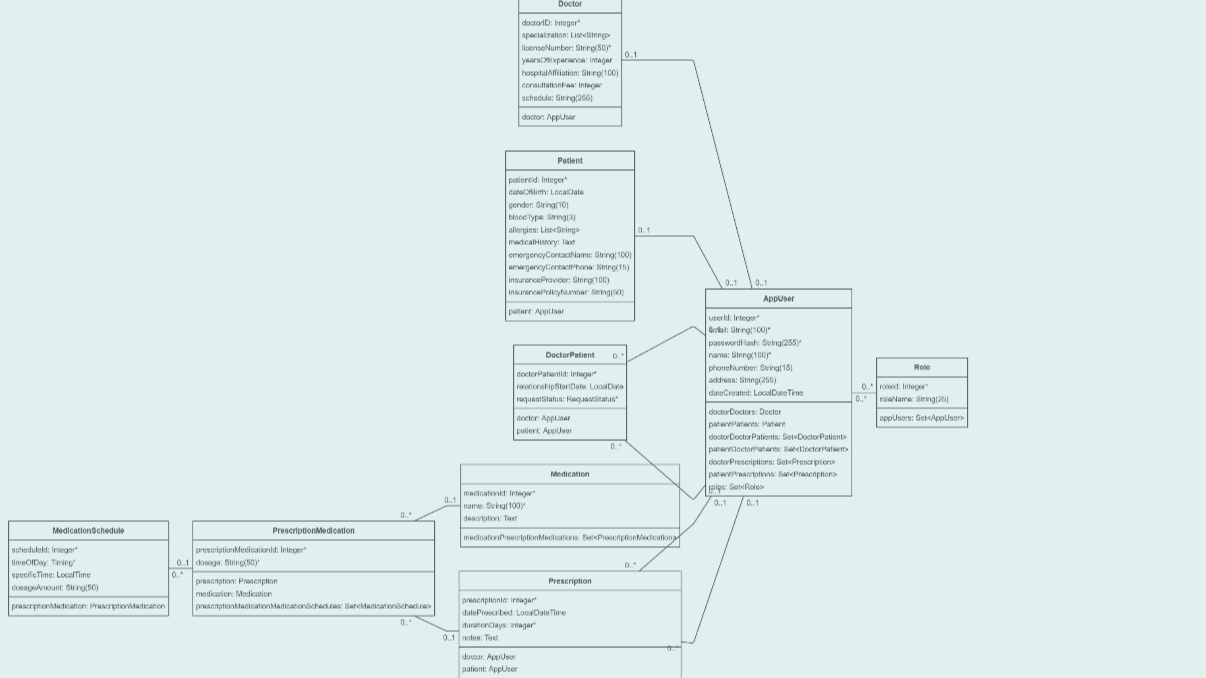 Doctor
doctorID: Integer*
specialization: List<String>
licenseNumber: String(50)*
yearsOfExperience: Integer
hospitalAffiliation: String(100)
consultationFee: Integer
schedule: String(255)
doctor: AppUser
0..1
Patient
patientId: Integer*
dateOfBirth: LocalDate
gender: String(10)
bloodType: String(3)
allergies: List<String>
medicalHistory: Text
emergencyContactName: String(100)
emergencyContactPhone: String(15)
insuranceProvider: String(100)
insurancePolicyNumber: String(50)
patient: AppUser
0..1
0..1
0..1
AppUser
userId: Integer*
email: String(100)*
passwordHash: String(255)*
name: String(100)*
phoneNumber: String(15)
address: String(255)
dateCreated: LocalDateTime
doctorDoctors: Doctor
patientPatients: Patient
doctorDoctorPatients: Set<DoctorPatient>
patientDoctorPatients: Set<DoctorPatient>
doctorPrescriptions: Set<Prescription>
patientPrescriptions: Set<Prescription>
roles: Set<Role>
0..*
0..*
Role
roleId: Integer*
roleName: String(25)
appUsers: Set<AppUser>
DoctorPatient
0..*
doctorPatientId: Integer*
relationshipStartDate: LocalDate
requestStatus: RequestStatus*
doctor: AppUser
patient: AppUser
0..*
0..1
0..1
Medication
medicationId: Integer*
name: String(100)*
description: Text
medicationPrescriptionMedications: Set<PrescriptionMedication>
0..1
0..*
MedicationSchedule
scheduleId: Integer*
timeOfDay: Timing*
specificTime: LocalTime
dosageAmount: String(50)
prescriptionMedication: PrescriptionMedication
0..1
0..*
PrescriptionMedication
prescriptionMedicationId: Integer*
dosage: String(50)*
prescription: Prescription
medication: Medication
prescriptionMedicationMedicationSchedules: Set<MedicationSchedule>
0..*
0..1
0..*
Prescription
prescriptionId: Integer*
datePrescribed: LocalDateTime
durationDays: Integer*
notes: Text
0..*
doctor: AppUser
patient: AppUser